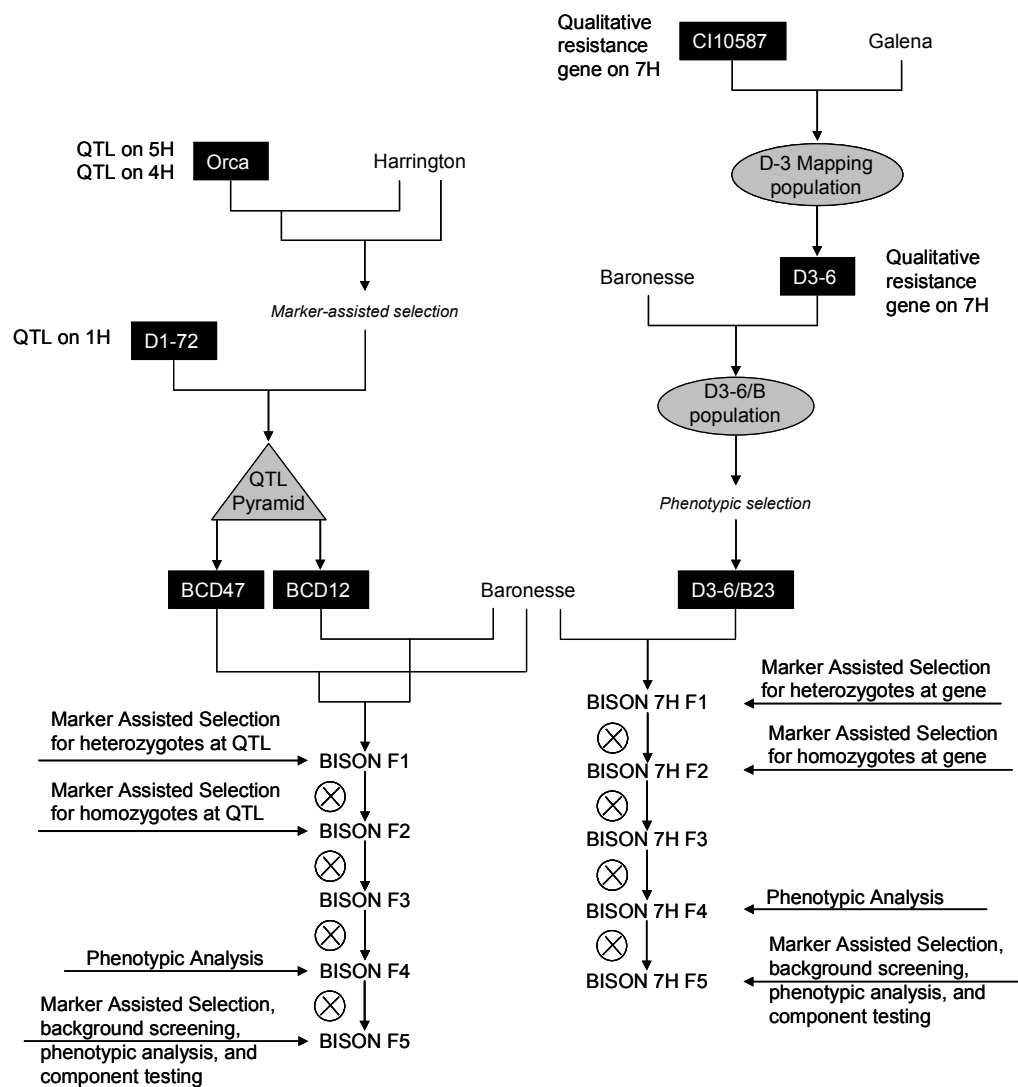 Qualitative
resistance
gene on 7H
CI10587
Galena
D-3 Mapping
population
QTL on 5H
QTL on 4H
Orca
Harrington
Baronesse
D3-6
Qualitative
resistance
gene on 7H
Marker-assisted selection
QTL on 1H
D1-72
D3-6/B
population
QTL
Pyramid
Phenotypic selection
BCD47
BCD12
Baronesse
D3-6/B23
Marker Assisted Selection
for heterozygotes at QTL
BISON F1
Marker Assisted Selection
for homozygotes at QTL
BISON F2
BISON F3
Phenotypic Analysis
BISON F4
Marker Assisted Selection,
background screening,
phenotypic analysis, and
component testing
BISON F5
BISON 7H F1
Marker Assisted Selection
for heterozygotes at gene
BISON 7H F2
Marker Assisted Selection
for homozygotes at gene
BISON 7H F3
BISON 7H F4
Phenotypic Analysis
BISON 7H F5
Marker Assisted Selection,
background screening,
phenotypic analysis, and
component testing